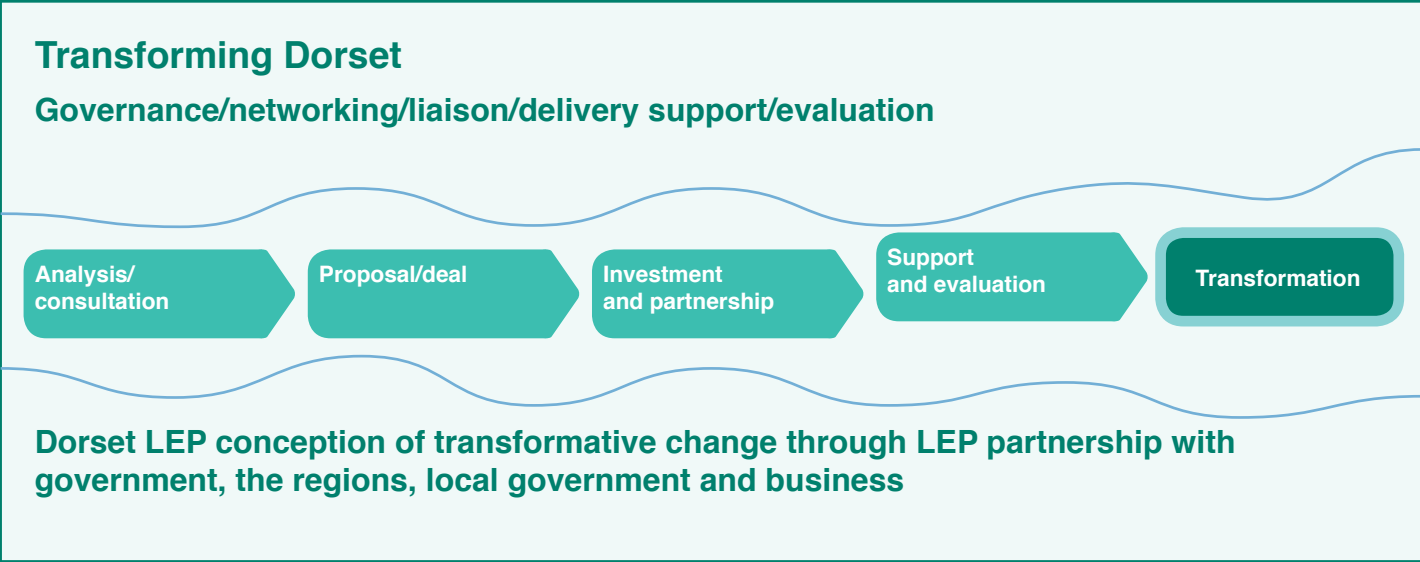 Transforming Dorset
Governance/networking/liaison/delivery support/evaluation
Analysis/
consultation
Proposal/deal
Investment
and partnership
Support
and evaluation
Transformation
Dorset LEP conception of transformative change through LEP partnership with
government, the regions, local government and business